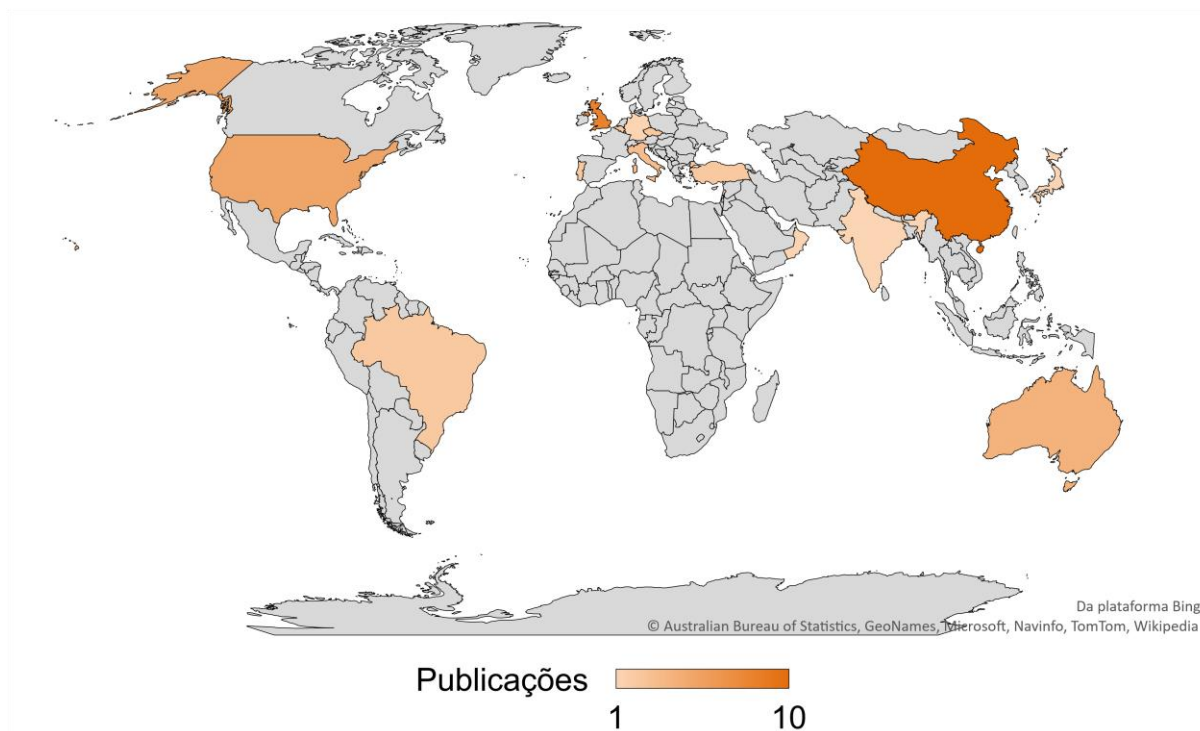 Da plataforma Bing
© Australian Bureau of Statistics, GeoNames, Microsoft, Navinfo, TomTom, Wikipedia
Publicações
1 10